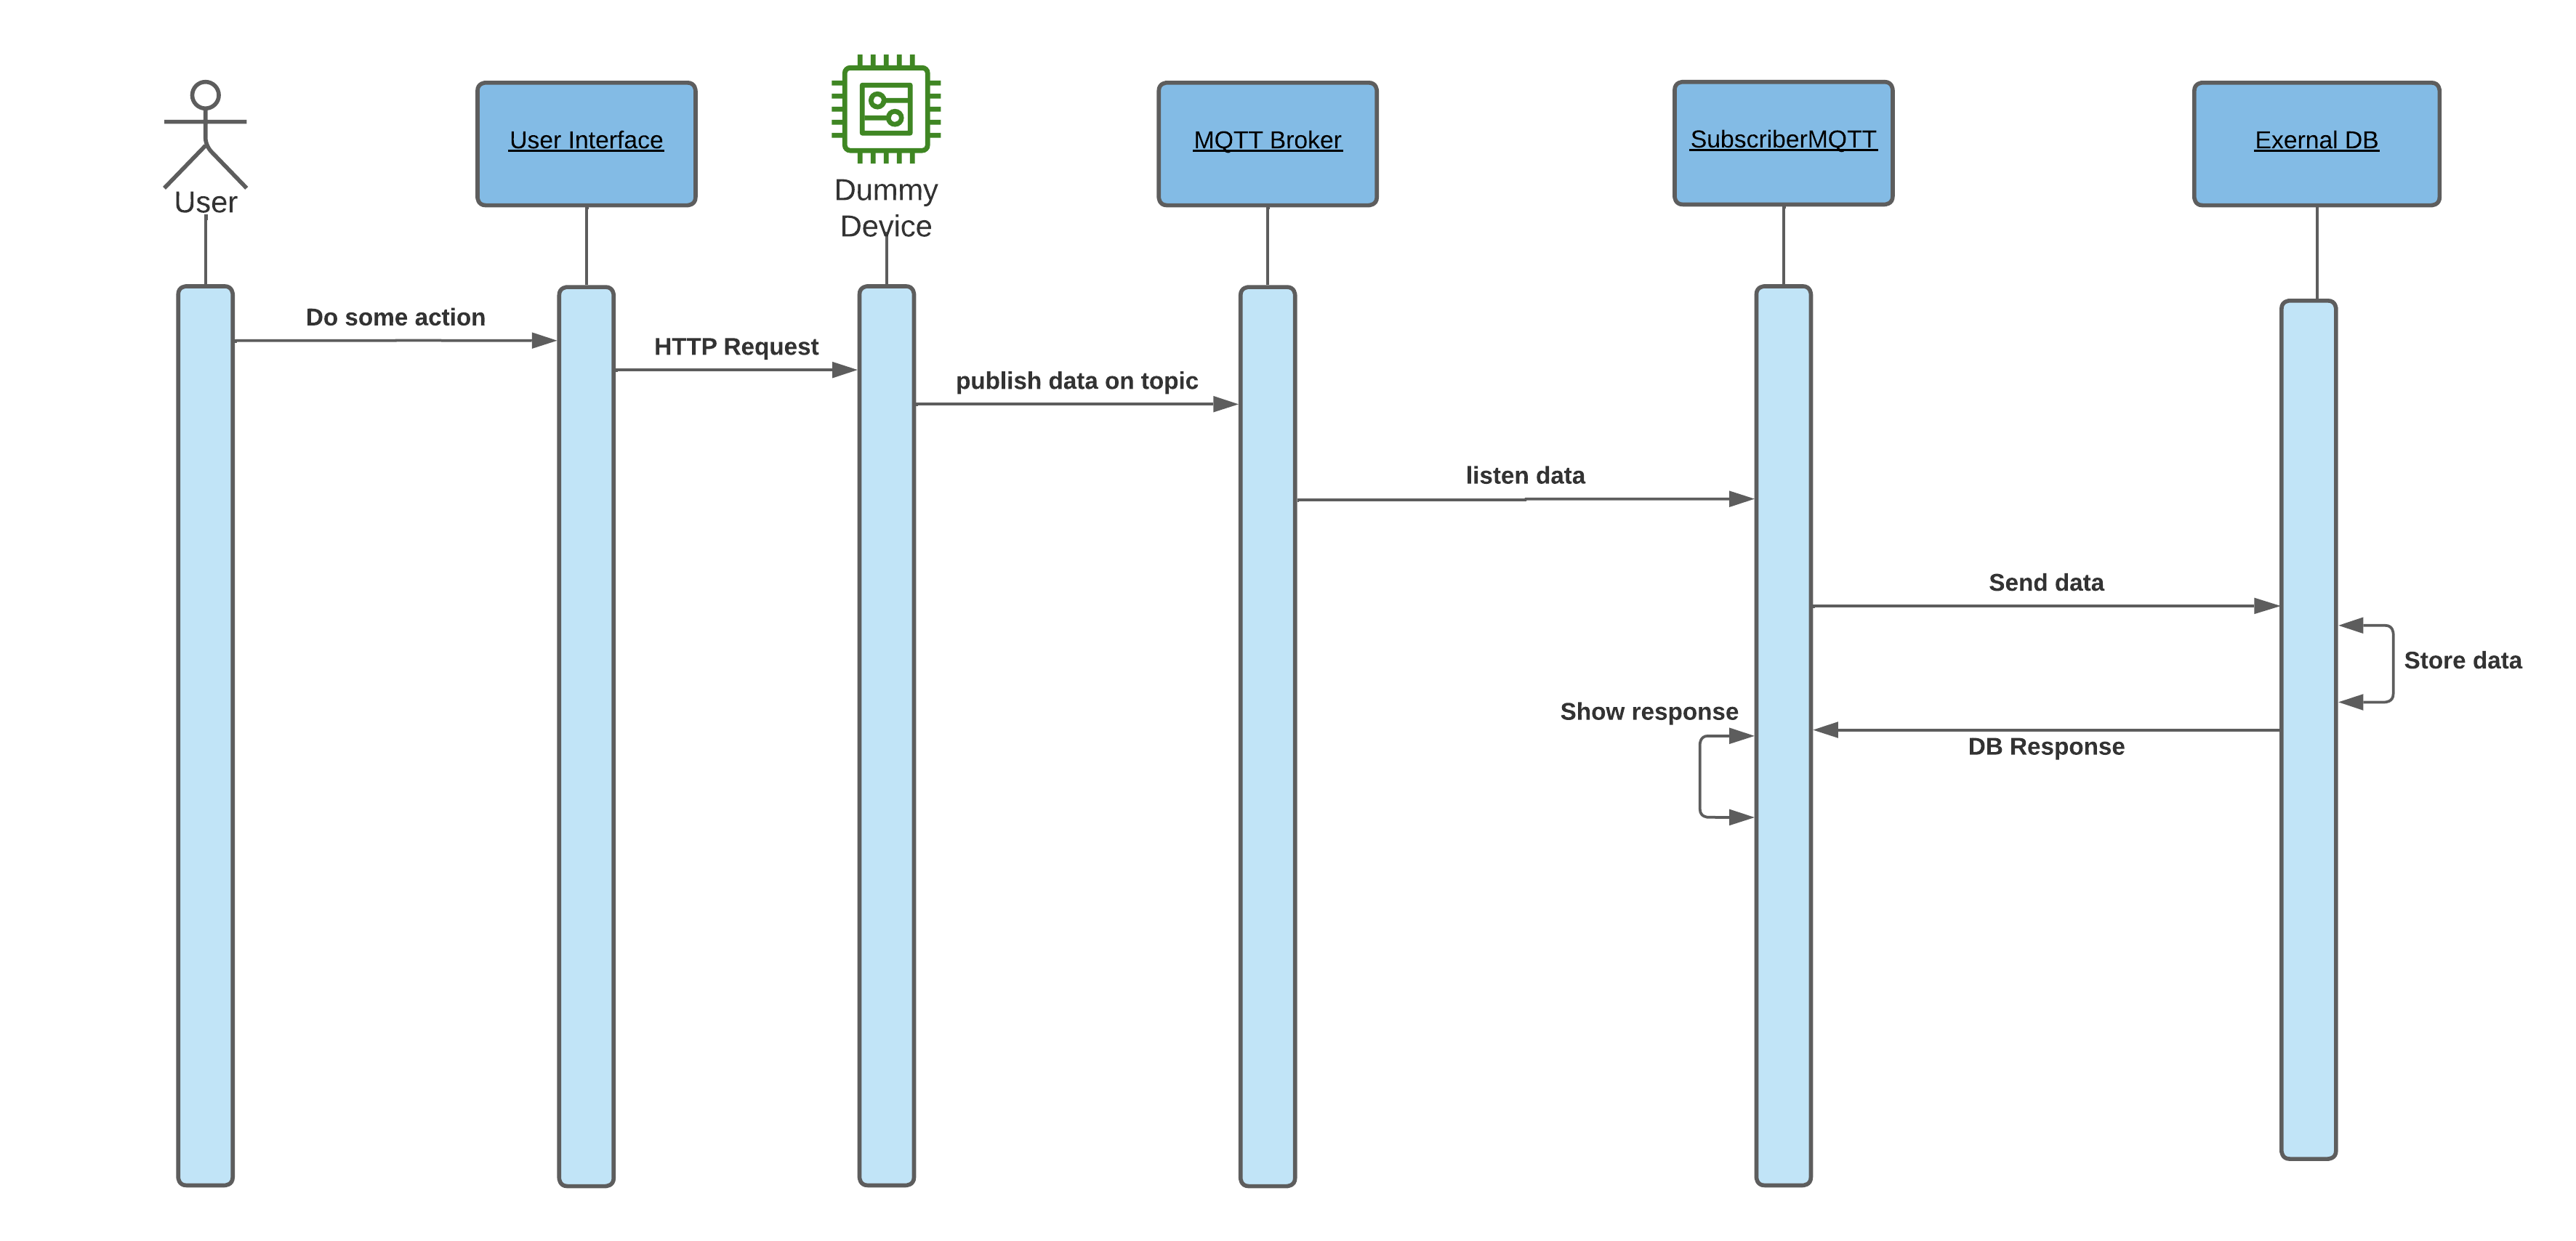 User
User Interface
Dummy
Device
MQTT Broker
SubscriberMQTT
Exernal DB
Do some action
HTTP Request
publish data on topic
listen data
Send data
Store data
Show response
DB Response